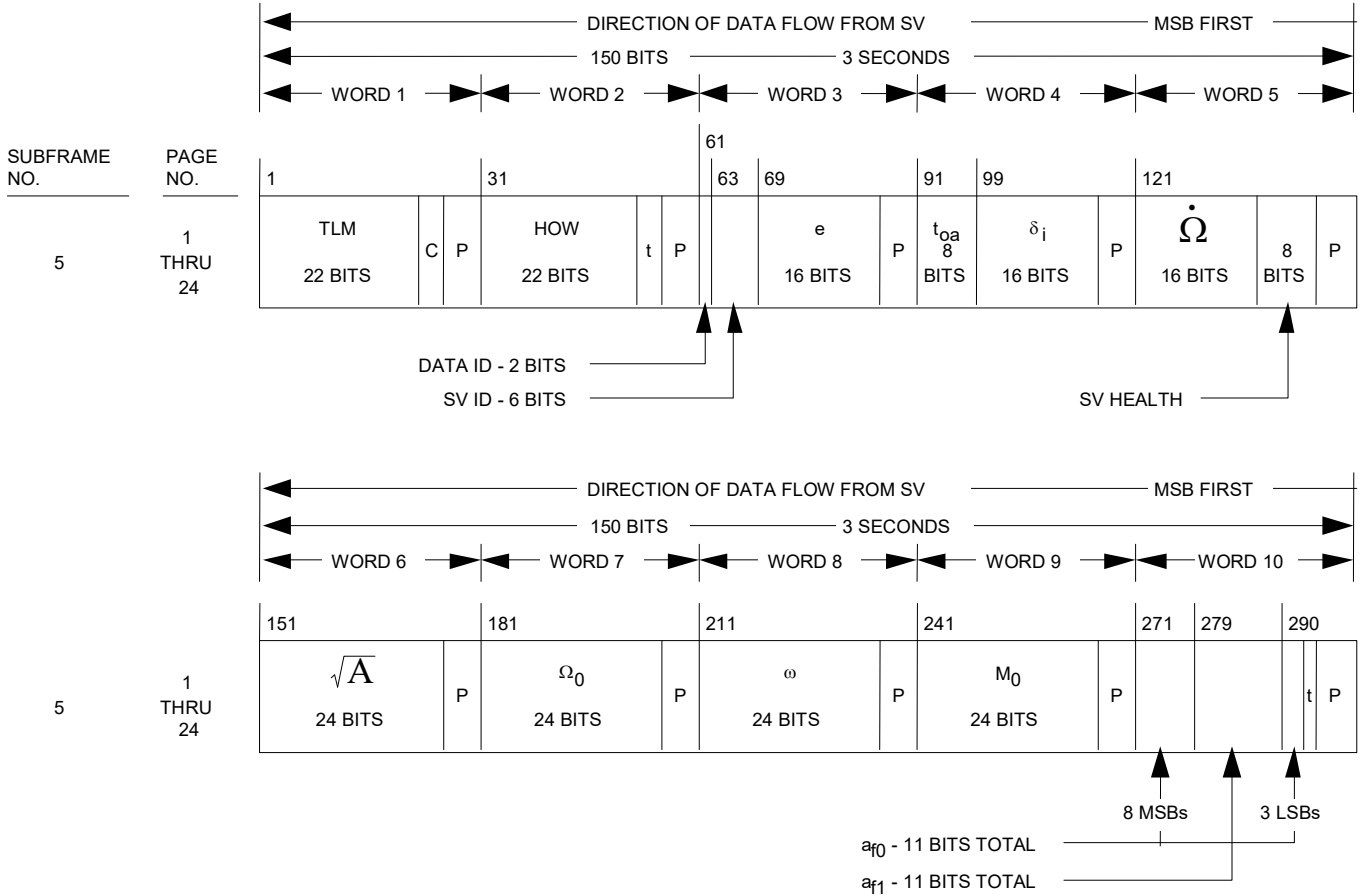 DIRECTION OF DATA FLOW FROM SV MSB FIRST
150 BITS 3 SECONDS
WORD 1 WORD 2 WORD 3 WORD 4 WORD 5
61
SUBFRAME NO. PAGE NO. 1 31 63 69 91 99 121
5 1 THRU 24
TLM 22 BITS C P HOW 22 BITS t P e 16 BITS P tₒₐ 8 BITS δᵢ 16 BITS P Ω̇ 16 BITS 8 BITS P
DATA ID - 2 BITS
SV ID - 6 BITS SV HEALTH
DIRECTION OF DATA FLOW FROM SV MSB FIRST
150 BITS 3 SECONDS
WORD 6 WORD 7 WORD 8 WORD 9 WORD 10
151 181 211 241 271 279 290
5 1 THRU 24
√A 24 BITS P Ω₀ 24 BITS P ω 24 BITS P M₀ 24 BITS P t P
8 MSBs 3 LSBs
a_f0 - 11 BITS TOTAL
a_f1 - 11 BITS TOTAL